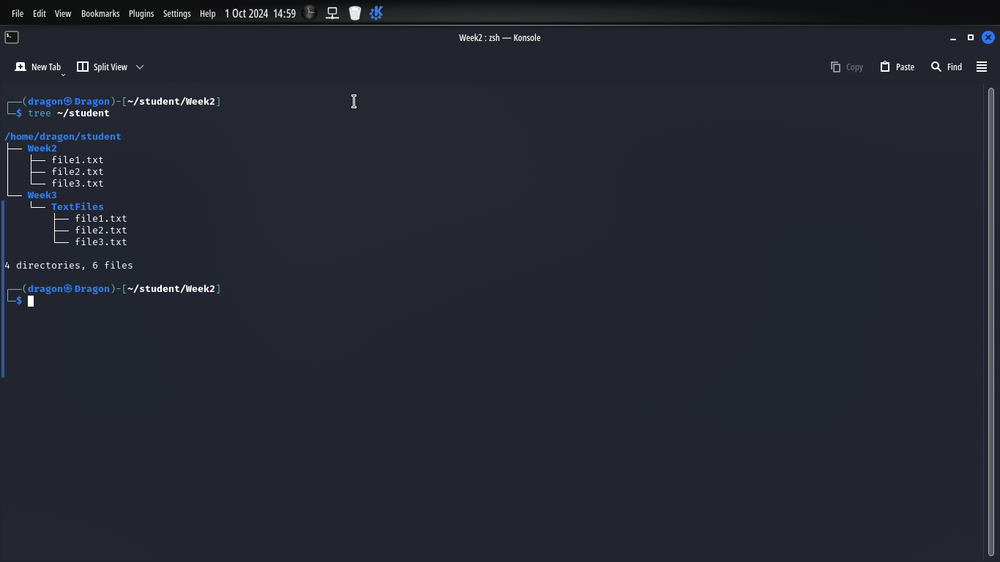 File Edit View Bookmarks Plugins Settings Help 1 Oct 2024 14:59
Week2 : zsh — Konsole
New Tab Split View Copy Paste Find
┌──(dragon㉿Dragon)-[~/student/Week2]
└─$ tree ~/student
/home/dragon/student
├── Week2
│   ├── file1.txt
│   ├── file2.txt
│   └── file3.txt
└── Week3
    └── TextFiles
        ├── file1.txt
        ├── file2.txt
        └── file3.txt
4 directories, 6 files
┌──(dragon㉿Dragon)-[~/student/Week2]
└─$